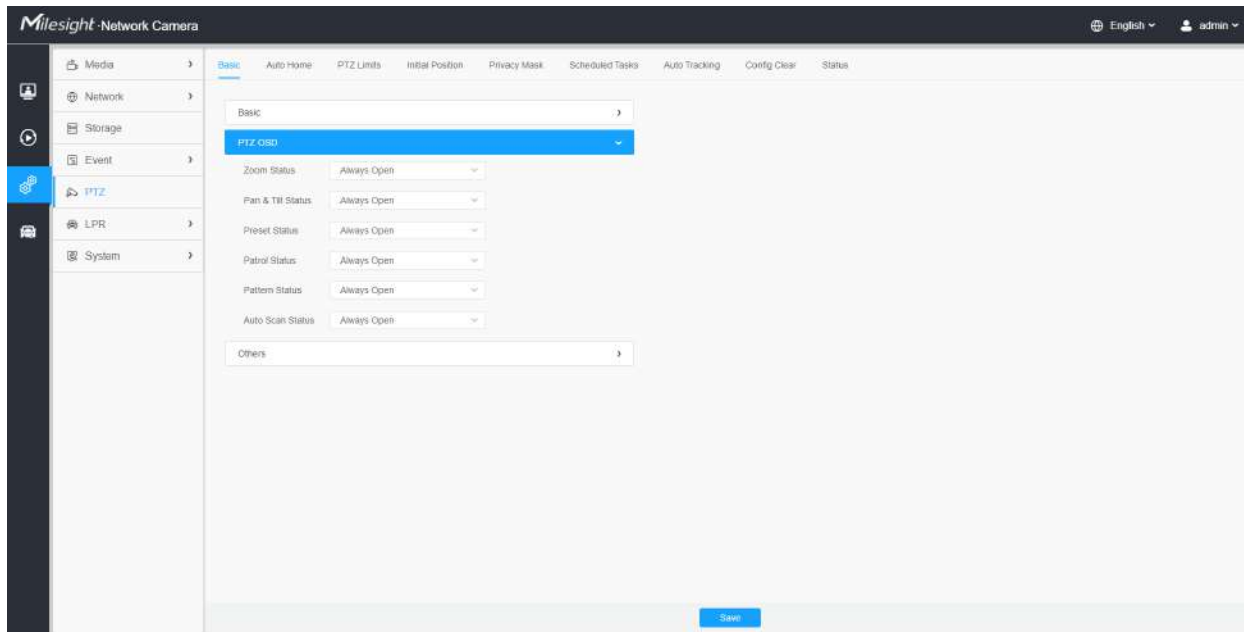 Milesight·Network Camera
English
admin
Media
Network
Storage
Event
PTZ
LPR
System
Basic Auto Home PTZ Limits Initial Position Privacy Mask Scheduled Tasks Auto Tracking Config Clear Status
Basic
PTZ OSD
Zoom Status Always Open
Pan & Tilt Status Always Open
Preset Status Always Open
Patrol Status Always Open
Pattern Status Always Open
Auto Scan Status Always Open
Others
Save